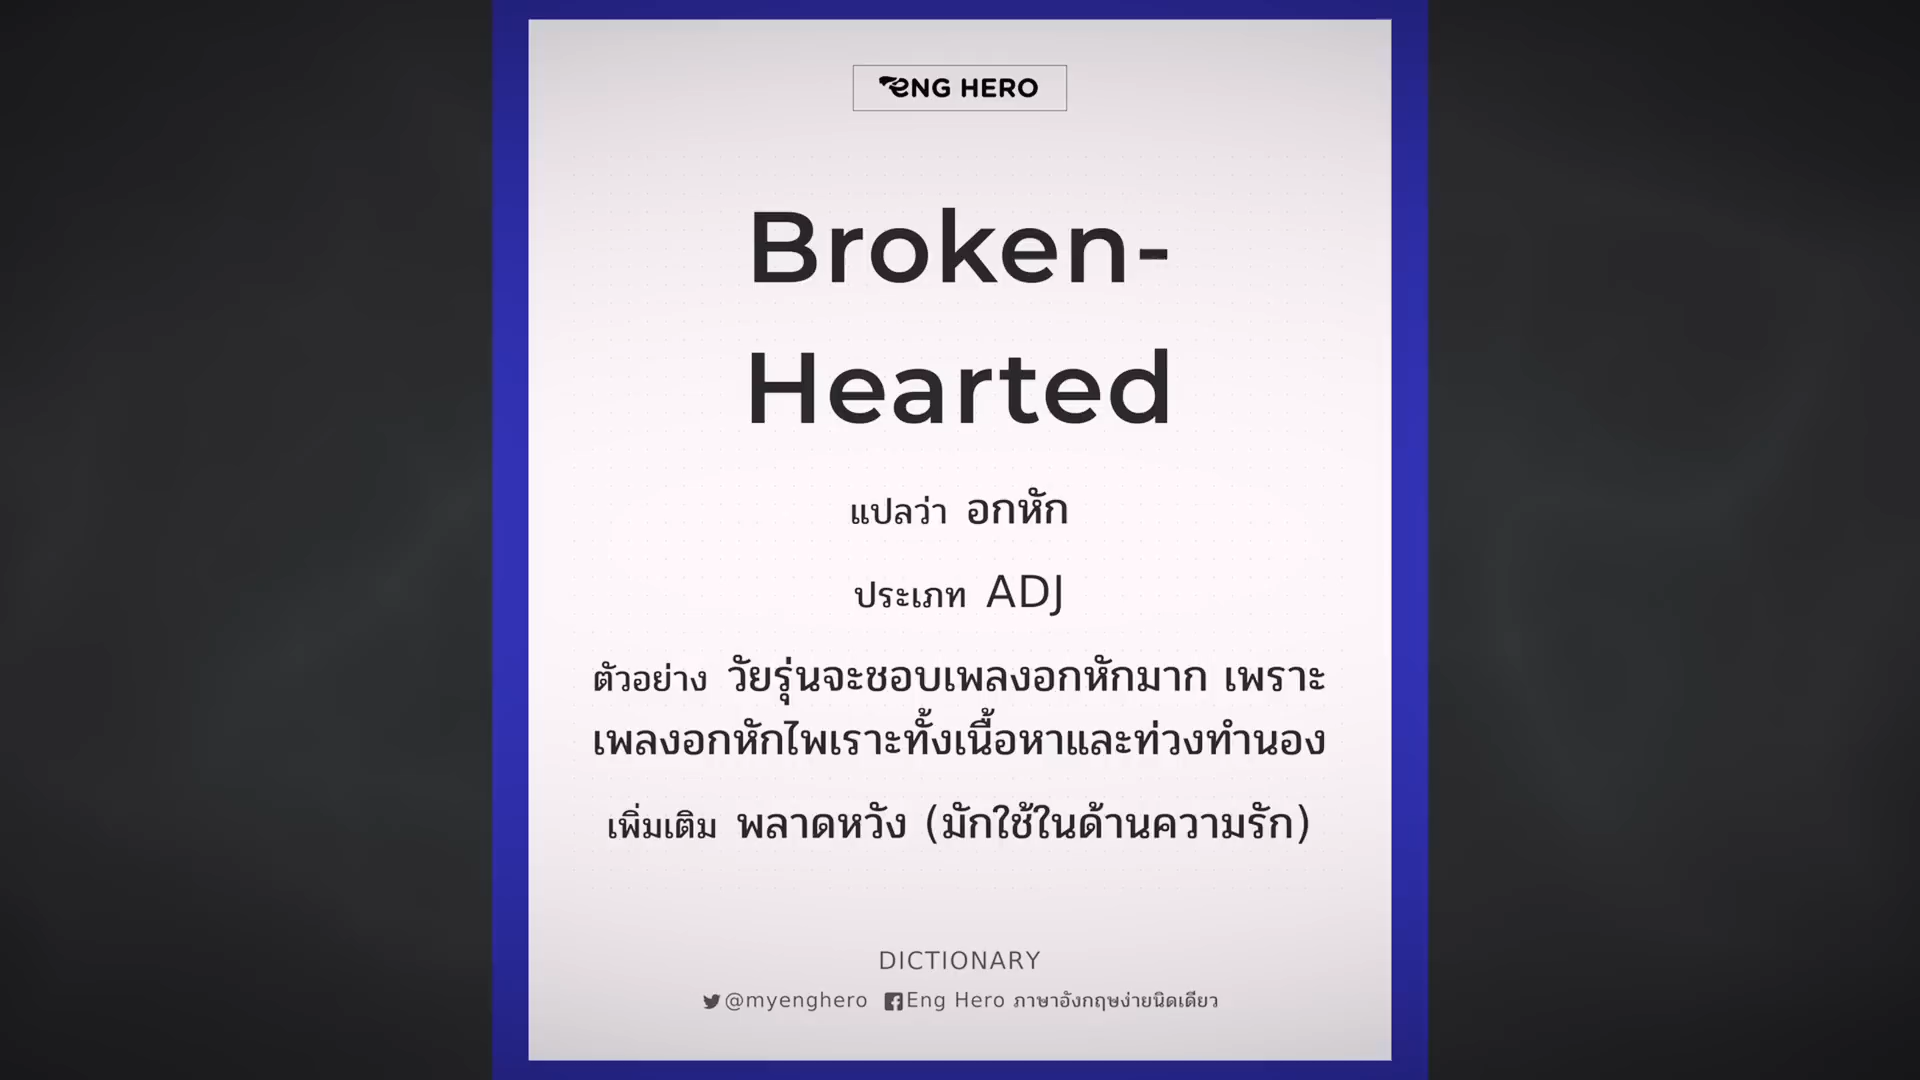 ENG HERO
Broken-
Hearted
แปลว่า อกหัก
ประเภท ADJ
ตัวอย่าง วัยรุ่นจะชอบเพลงอกหักมาก เพราะ
เพลงอกหักไพเราะทั้งเนื้อหาและท่วงทำนอง
เพิ่มเติม พลาดหวัง (มักใช้ในด้านความรัก)
DICTIONARY
@myenghero Eng Hero ภาษาอังกฤษง่ายนิดเดียว